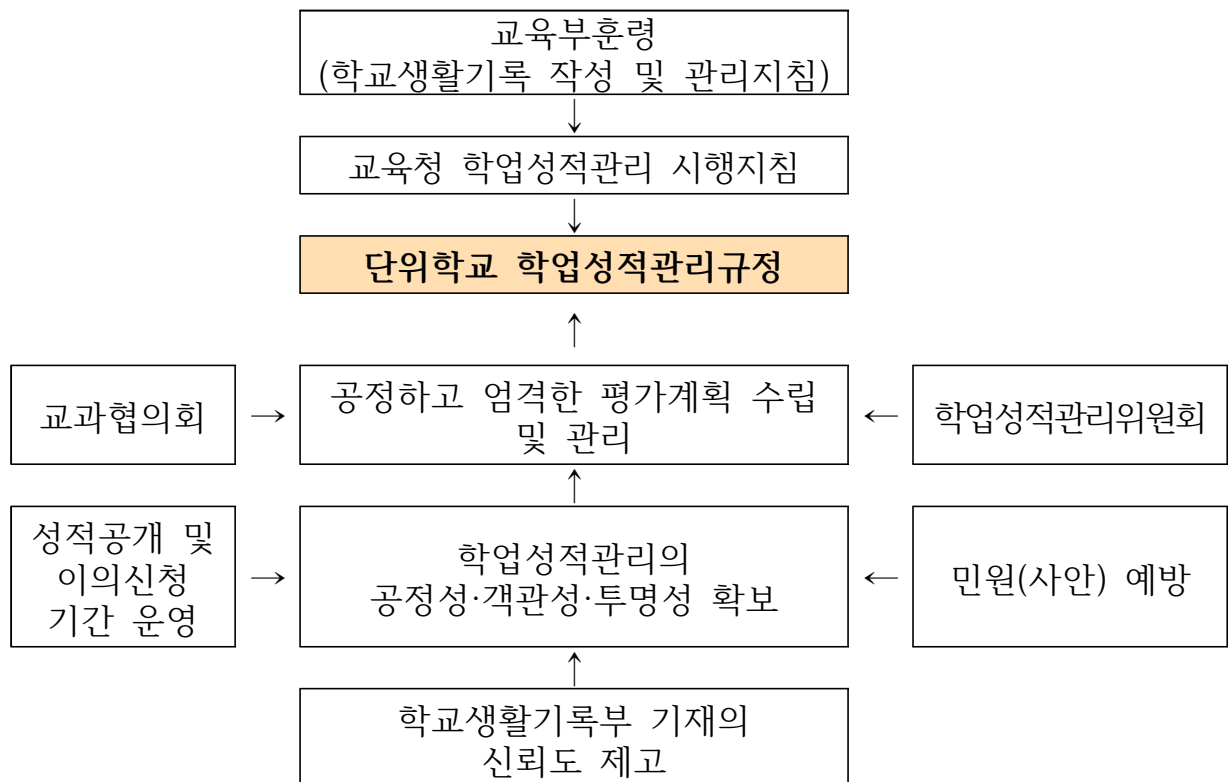 교육부훈령
(학교생활기록 작성 및 관리지침)
↓
교육청 학업성적관리 시행지침
↓
단위학교 학업성적관리규정
↑
교과협의회
→
공정하고 엄격한 평가계획 수립
및 관리
←
학업성적관리위원회
↑
성적공개 및
이의신청
기간 운영
→
학업성적관리의
공정성·객관성·투명성 확보
←
민원(사안) 예방
↑
학교생활기록부 기재의
신뢰도 제고